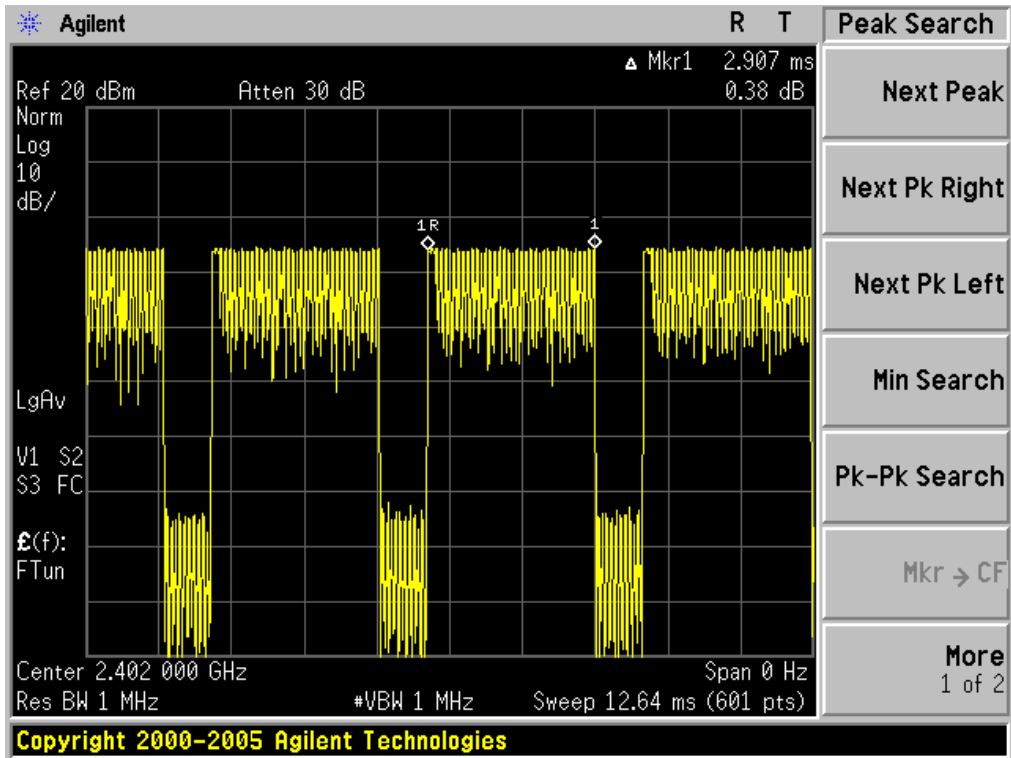 Agilent R T
Peak Search
Δ Mkr1 2.907 ms
Ref 20 dBm Atten 30 dB 0.38 dB
Norm
Log
10
dB/
1R 1
LgAv
V1 S2
S3 FC
£(f):
FTun
Center 2.402 000 GHz Span 0 Hz
Res BW 1 MHz #VBW 1 MHz Sweep 12.64 ms (601 pts)
Copyright 2000-2005 Agilent Technologies
Next Peak
Next Pk Right
Next Pk Left
Min Search
Pk-Pk Search
Mkr → CF
More
1 of 2